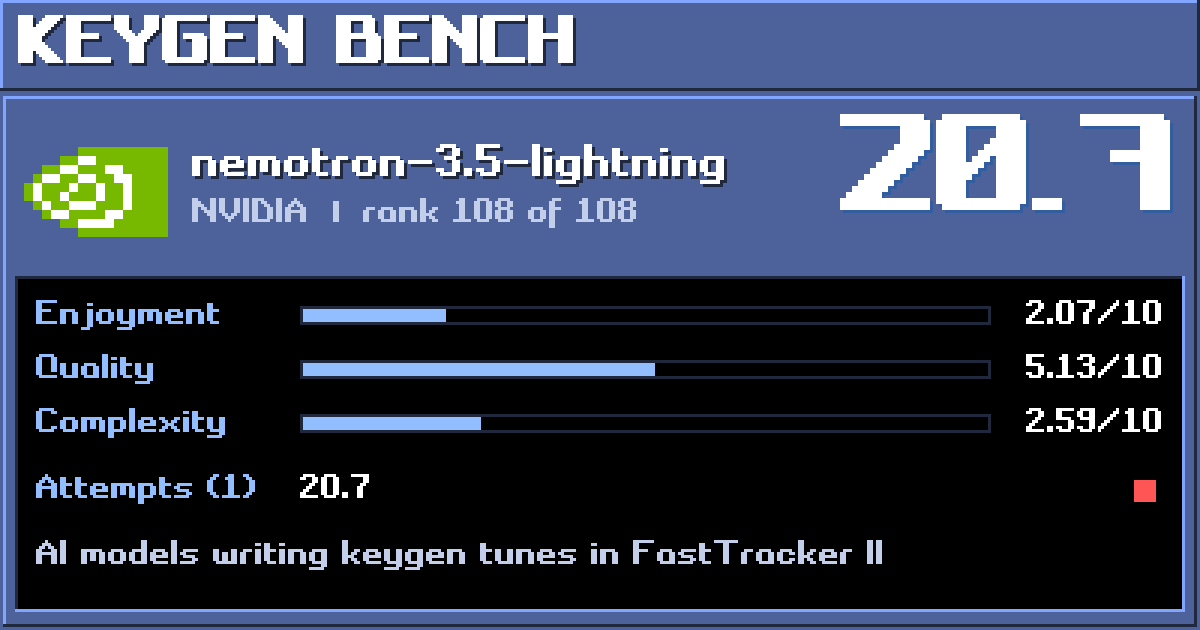 KEYGEN BENCH
nemotron-3.5-lightning
20.7
NVIDIA | rank 108 of 108
Enjoyment 2.07/10
Quality 5.13/10
Complexity 2.59/10
Attempts (1) 20.7
AI models writing keygen tunes in FastTracker II